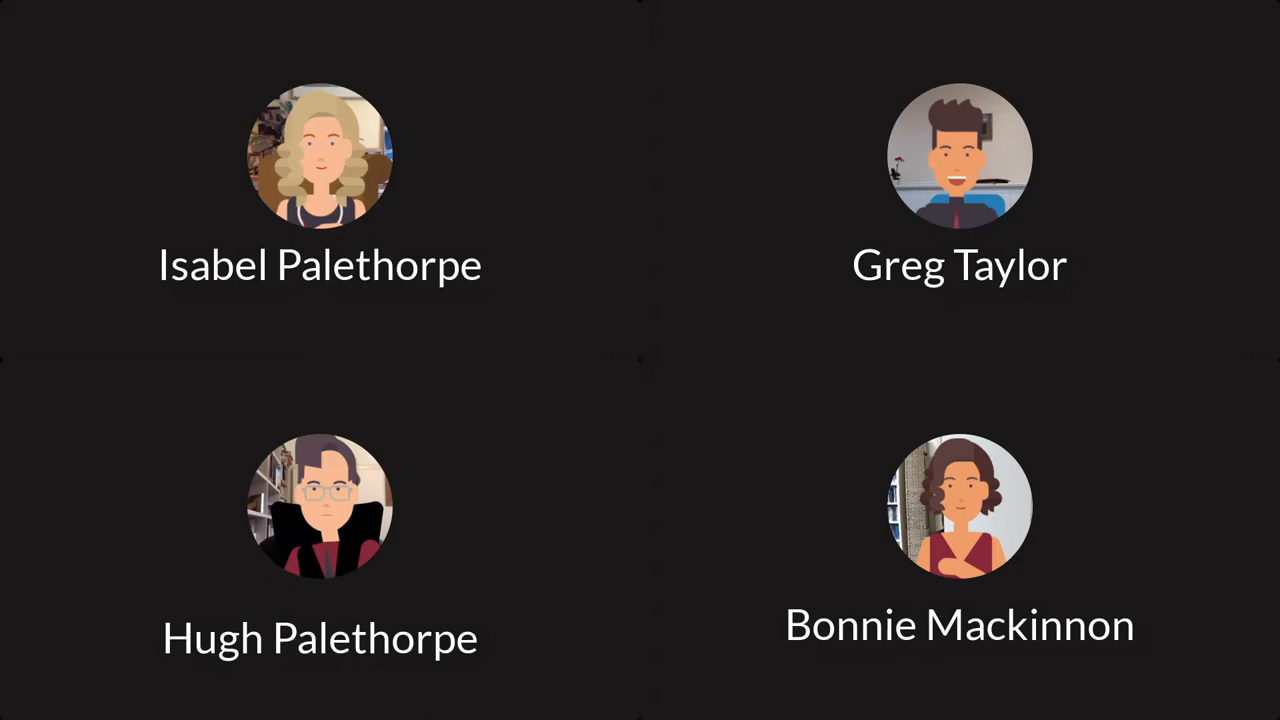 Isabel Palethorpe
Greg Taylor
Hugh Palethorpe
Bonnie Mackinnon